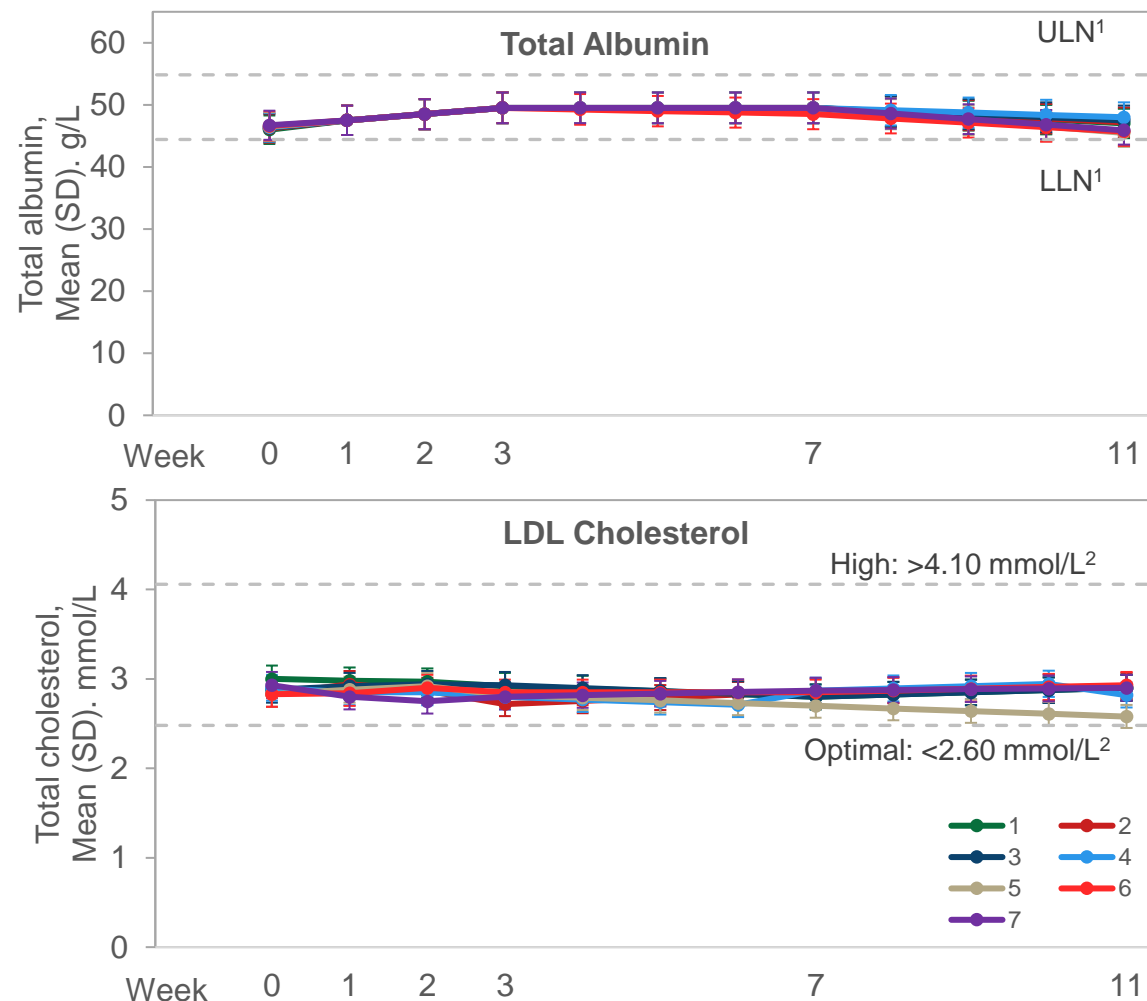 Total Albumin
ULN¹
LLN¹
Total albumin,
Mean (SD). g/L
60
50
40
30
20
10
0
Week 0 1 2 3 7 11
LDL Cholesterol
High: >4.10 mmol/L²
Optimal: <2.60 mmol/L²
Total cholesterol,
Mean (SD). mmol/L
5
4
3
2
1
0
1 2
3 4
5 6
7
Week 0 1 2 3 7 11